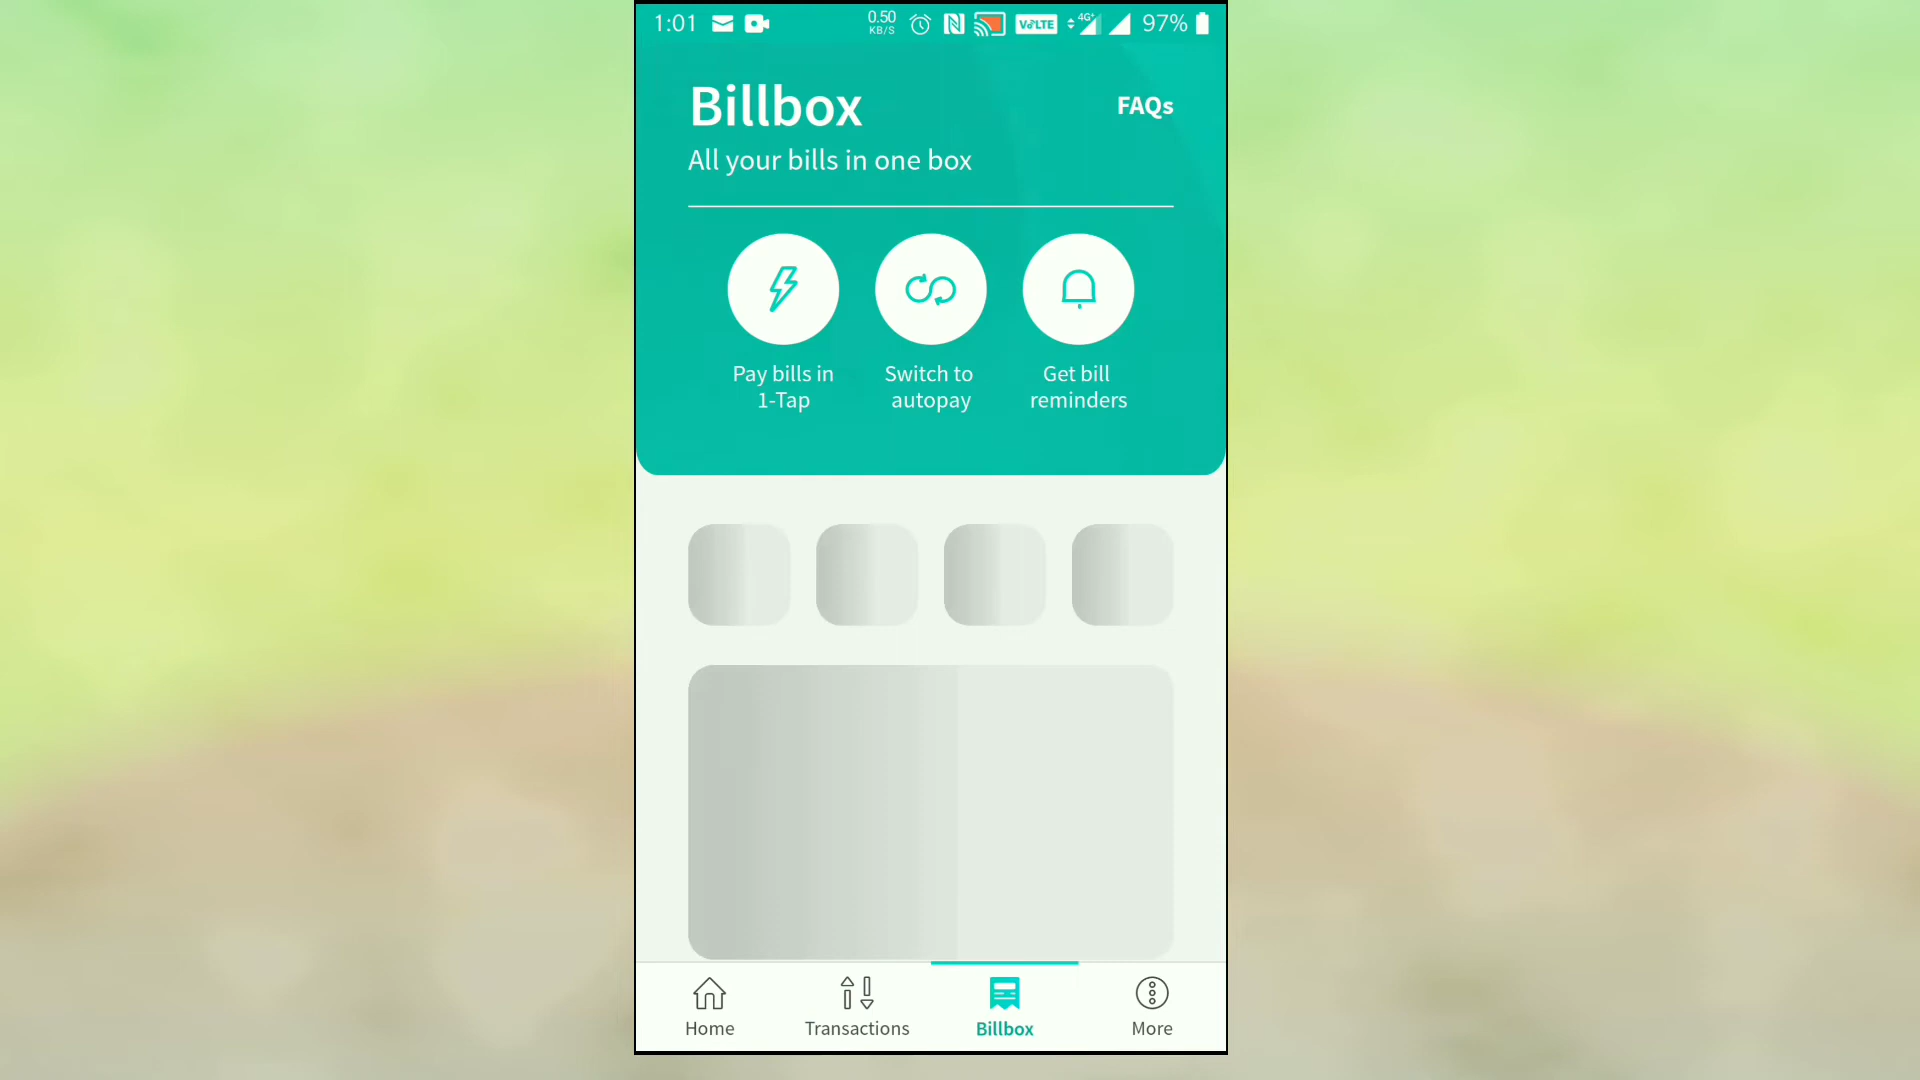 1:01 0.50 KB/S VoLTE 4G+ 97%
Billbox
FAQs
All your bills in one box
Pay bills in
1-Tap
Switch to
autopay
Get bill
reminders
Home
Transactions
Billbox
More